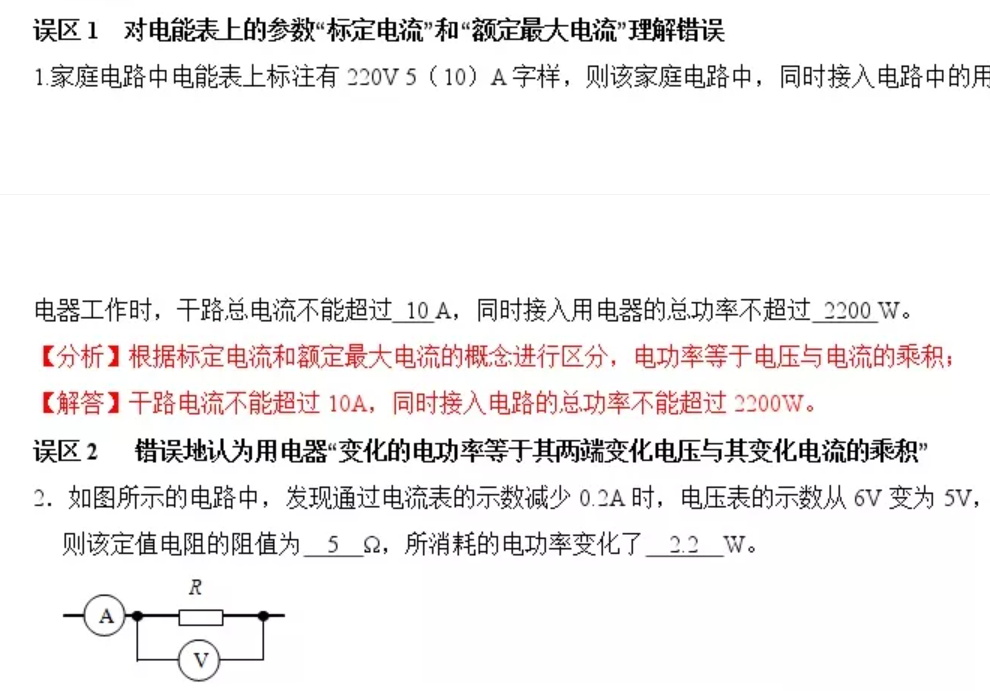 误区 1 对电能表上的参数“标定电流”和“额定最大电流”理解错误
1.家庭电路中电能表上标注有 220V 5（10）A 字样，则该家庭电路中，同时接入电路中的用
电器工作时，干路总电流不能超过 10 A，同时接入用电器的总功率不超过 2200 W。
【分析】根据标定电流和额定最大电流的概念进行区分，电功率等于电压与电流的乘积；
【解答】干路电流不能超过 10A，同时接入电路的总功率不能超过 2200W。
误区 2 错误地认为用电器“变化的电功率等于其两端变化电压与其变化电流的乘积”
2．如图所示的电路中，发现通过电流表的示数减少 0.2A 时，电压表的示数从 6V 变为 5V，
则该定值电阻的阻值为 5 Ω，所消耗的电功率变化了 2.2 W。
R
A
V